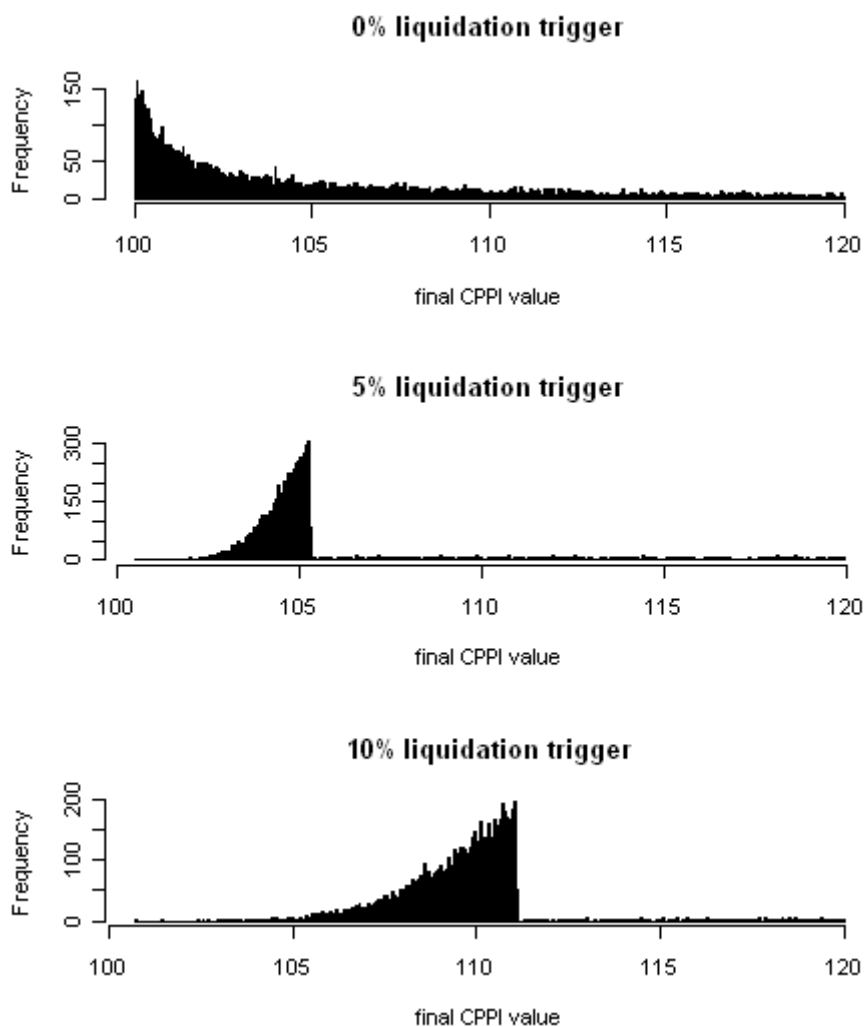 0% liquidation trigger
Frequency
150
50
0
100 105 110 115 120
final CPPI value
5% liquidation trigger
Frequency
300
150
0
100 105 110 115 120
final CPPI value
10% liquidation trigger
Frequency
200
100
0
100 105 110 115 120
final CPPI value